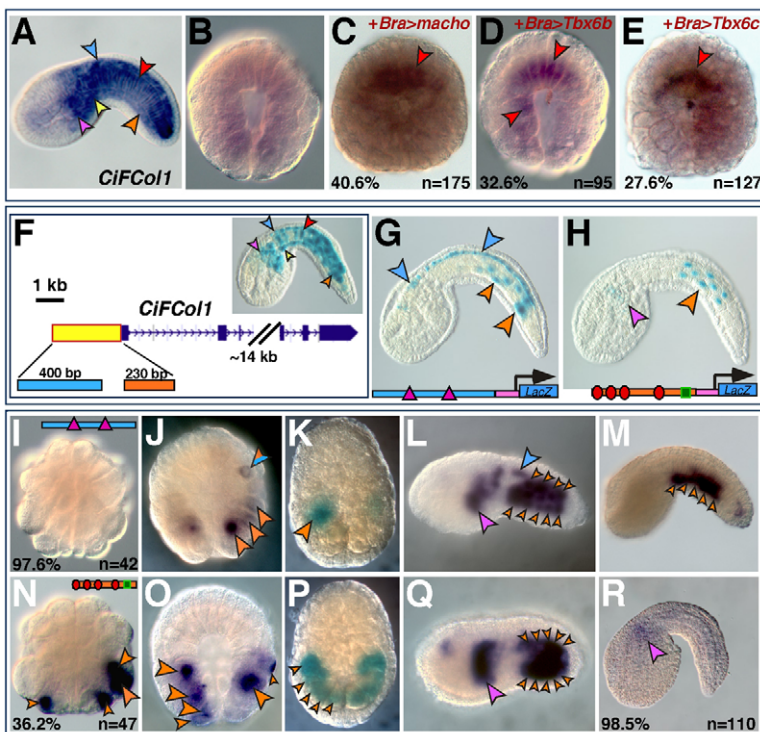 A
CiFCol1
B
+Bra>macho
C
40.6% n=175
+Bra>Tbx6b
D
32.6% n=95
+Bra>Tbx6c
E
27.6% n=127
F
1 kb
CiFCol1
~14 kb
400 bp
230 bp
G
LacZ
H
LacZ
I
97.6% n=42
J
K
L
M
N
36.2% n=47
O
P
Q
R
98.5% n=110